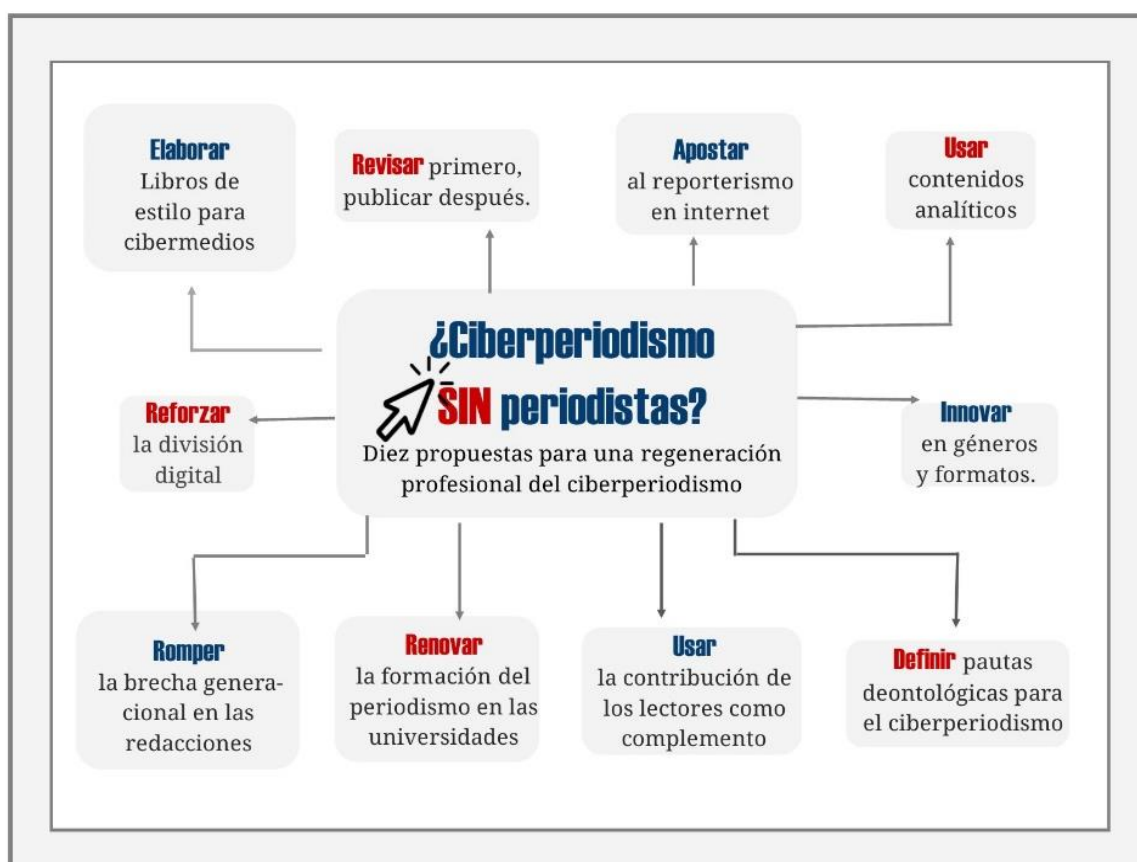 Elaborar
Libros de
estilo para
cibermedios
Revisar primero,
publicar después.
Apostar
al reporterismo
en internet
Usar
contenidos
analíticos
¿Ciberperiodismo
SIN periodistas?
Diez propuestas para una regeneración
profesional del ciberperiodismo
Reforzar
la división
digital
Innovar
en géneros
y formatos.
Romper
la brecha genera-
cional en las
redacciones
Renovar
la formación del
periodismo en las
universidades
Usar
la contribución de
los lectores como
complemento
Definir pautas
deontológicas para
el ciberperiodismo